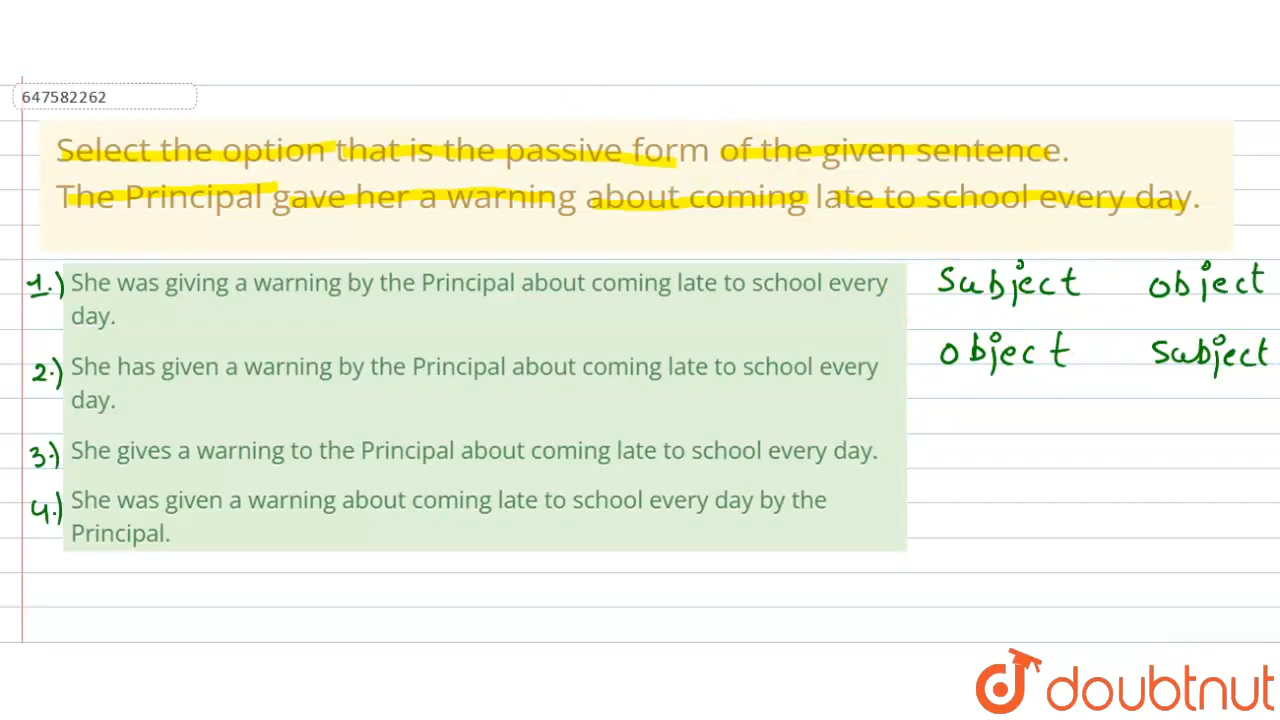 647582262
Select the option that is the passive form of the given sentence.
The Principal gave her a warning about coming late to school every day.
1.) She was giving a warning by the Principal about coming late to school every
day.
2.) She has given a warning by the Principal about coming late to school every
day.
3.) She gives a warning to the Principal about coming late to school every day.
4.) She was given a warning about coming late to school every day by the
Principal.
Subject object
object Subject
doubtnut